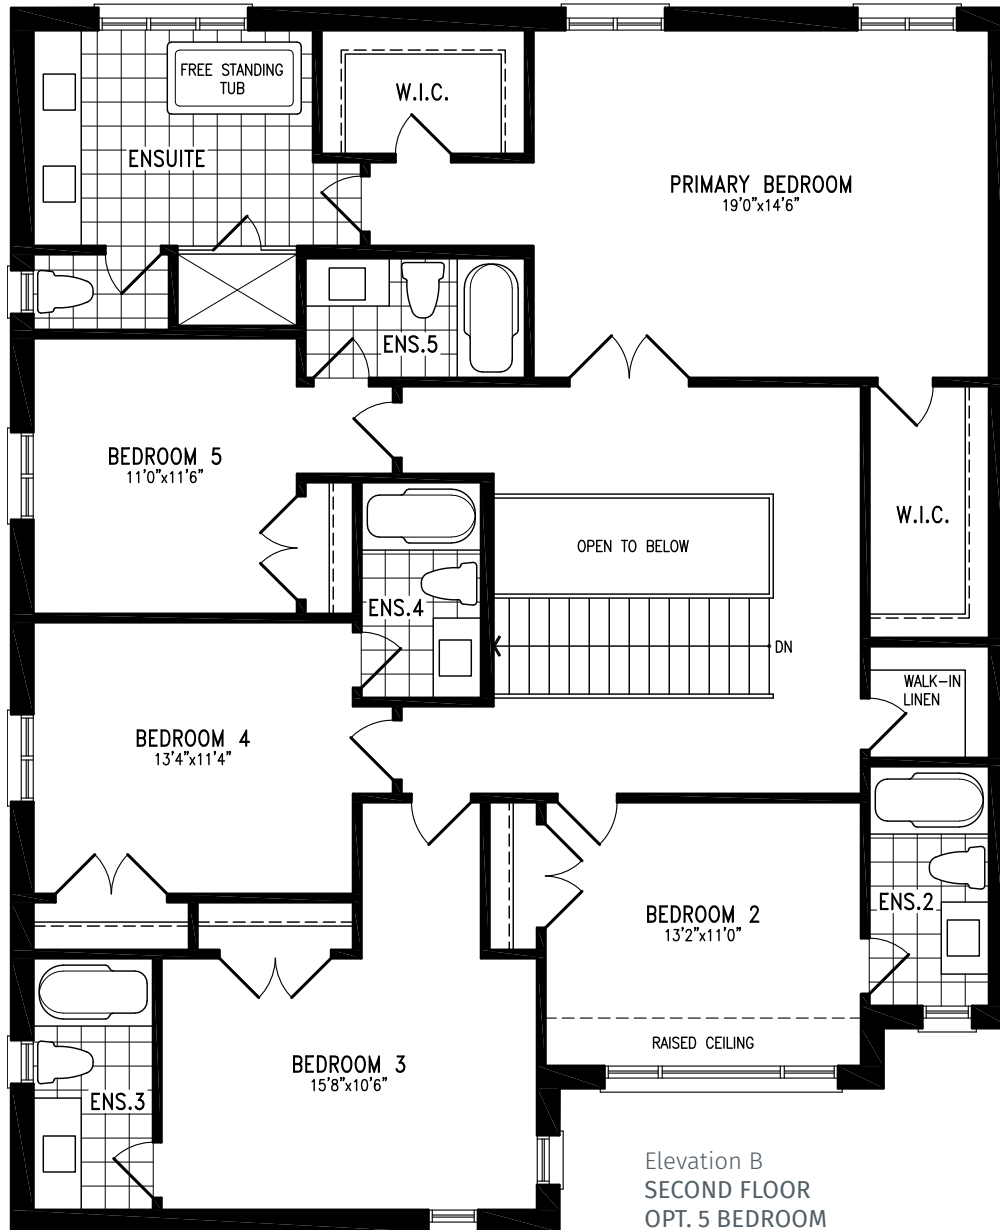 FREE STANDING
TUB
W.I.C.
ENSUITE
PRIMARY BEDROOM
19'0"x14'6"
ENS.5
BEDROOM 5
11'0"x11'6"
W.I.C.
OPEN TO BELOW
ENS.4
DN
WALK-IN
LINEN
BEDROOM 4
13'4"x11'4"
ENS.2
BEDROOM 2
13'2"x11'0"
RAISED CEILING
BEDROOM 3
15'8"x10'6"
ENS.3
Elevation B
SECOND FLOOR
OPT. 5 BEDROOM